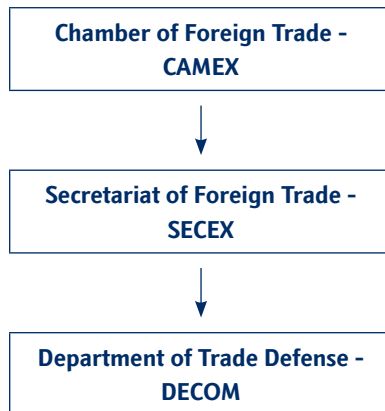 Chamber of Foreign Trade -
CAMEX
Secretariat of Foreign Trade -
SECEX
Department of Trade Defense -
DECOM